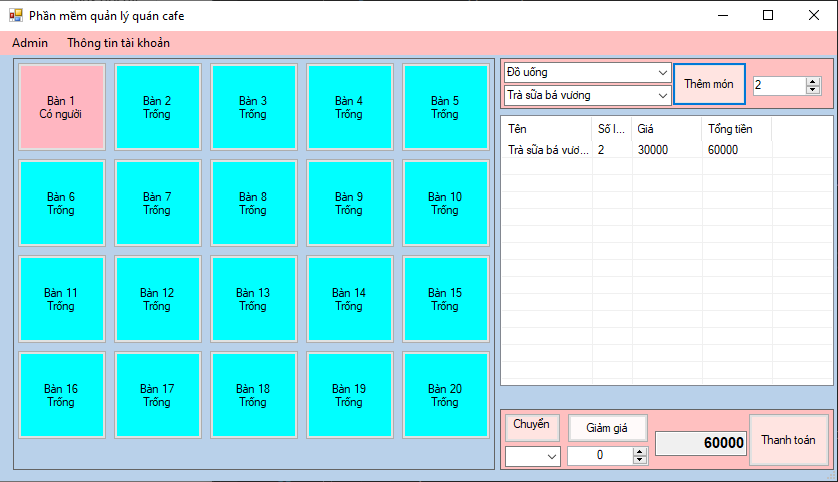 Phần mềm quản lý quán cafe
Admin Thông tin tài khoản
Bàn 1
Có người
Bàn 2
Trống
Bàn 3
Trống
Bàn 4
Trống
Bàn 5
Trống
Bàn 6
Trống
Bàn 7
Trống
Bàn 8
Trống
Bàn 9
Trống
Bàn 10
Trống
Bàn 11
Trống
Bàn 12
Trống
Bàn 13
Trống
Bàn 14
Trống
Bàn 15
Trống
Bàn 16
Trống
Bàn 17
Trống
Bàn 18
Trống
Bàn 19
Trống
Bàn 20
Trống
Đồ uống
Trà sữa bá vương
Thêm món
2
Tên Số l... Giá Tổng tiền
Trà sữa bá vươ... 2 30000 60000
Chuyển
Giảm giá
0
60000
Thanh toán